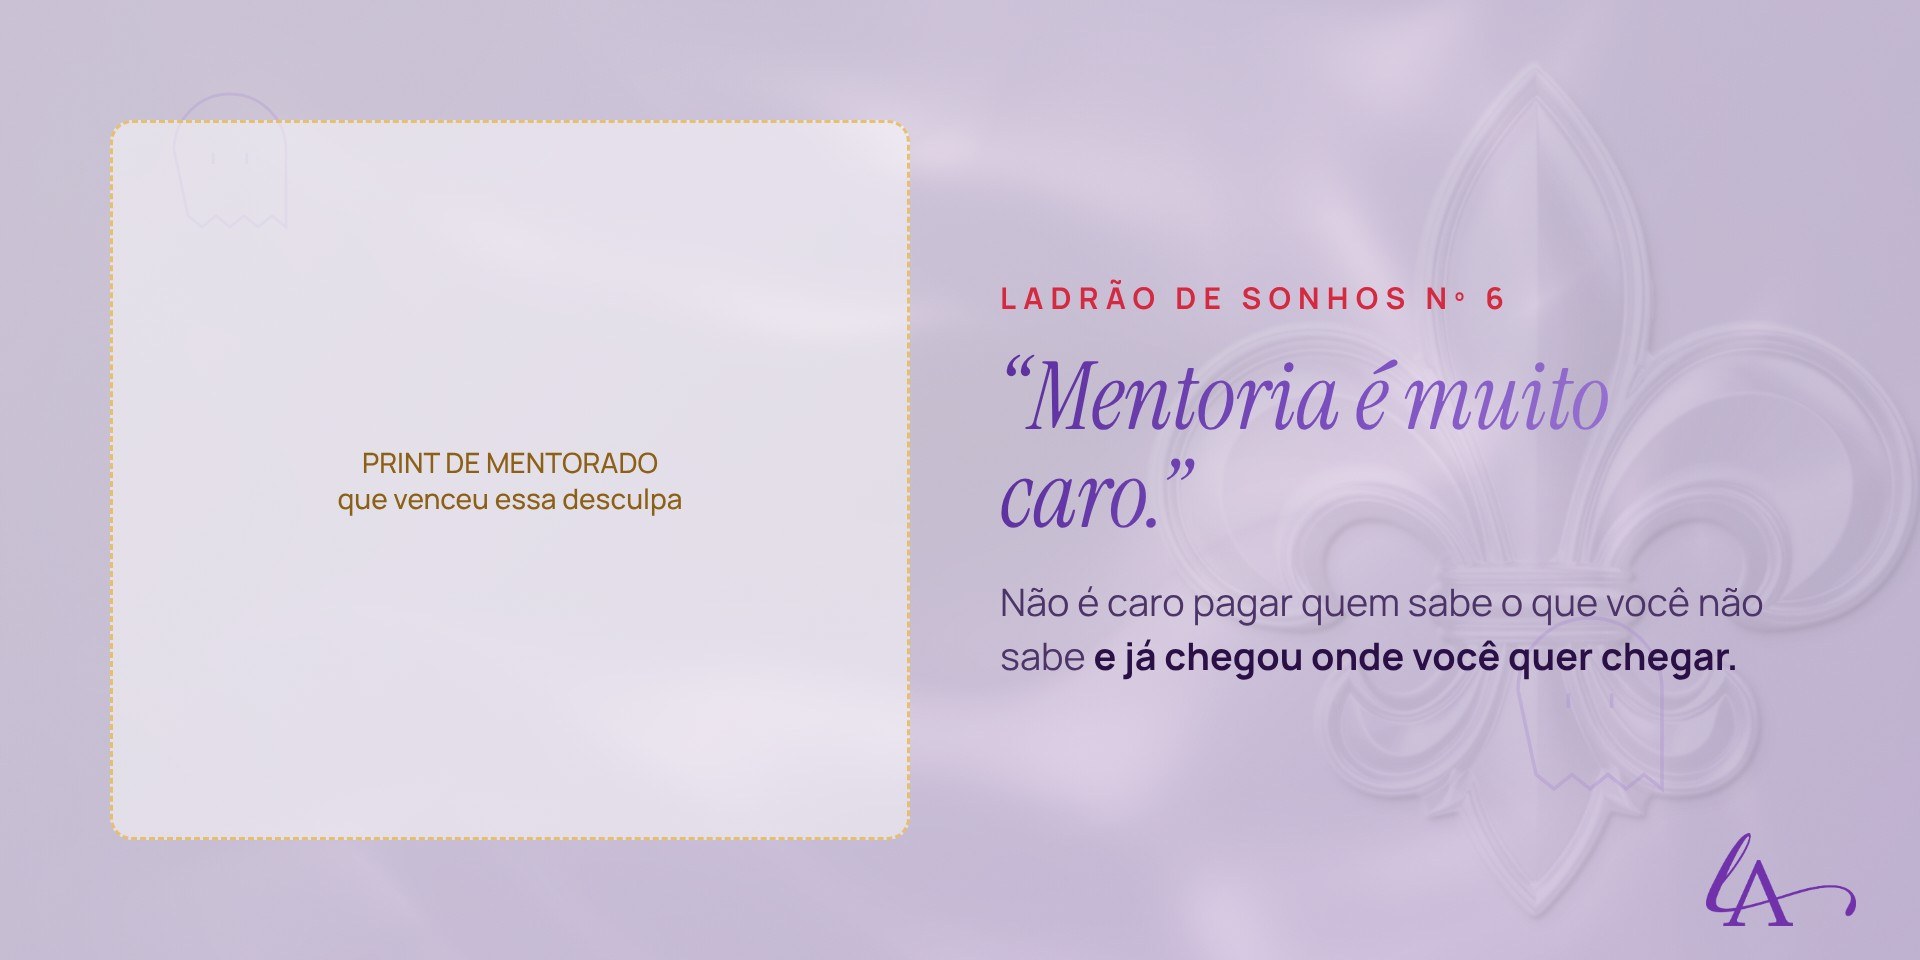 PRINT DE MENTORADO
que venceu essa desculpa
LADRÃO DE SONHOS Nº 6
“Mentoria é muito
caro.”
Não é caro pagar quem sabe o que você não
sabe e já chegou onde você quer chegar.
lA